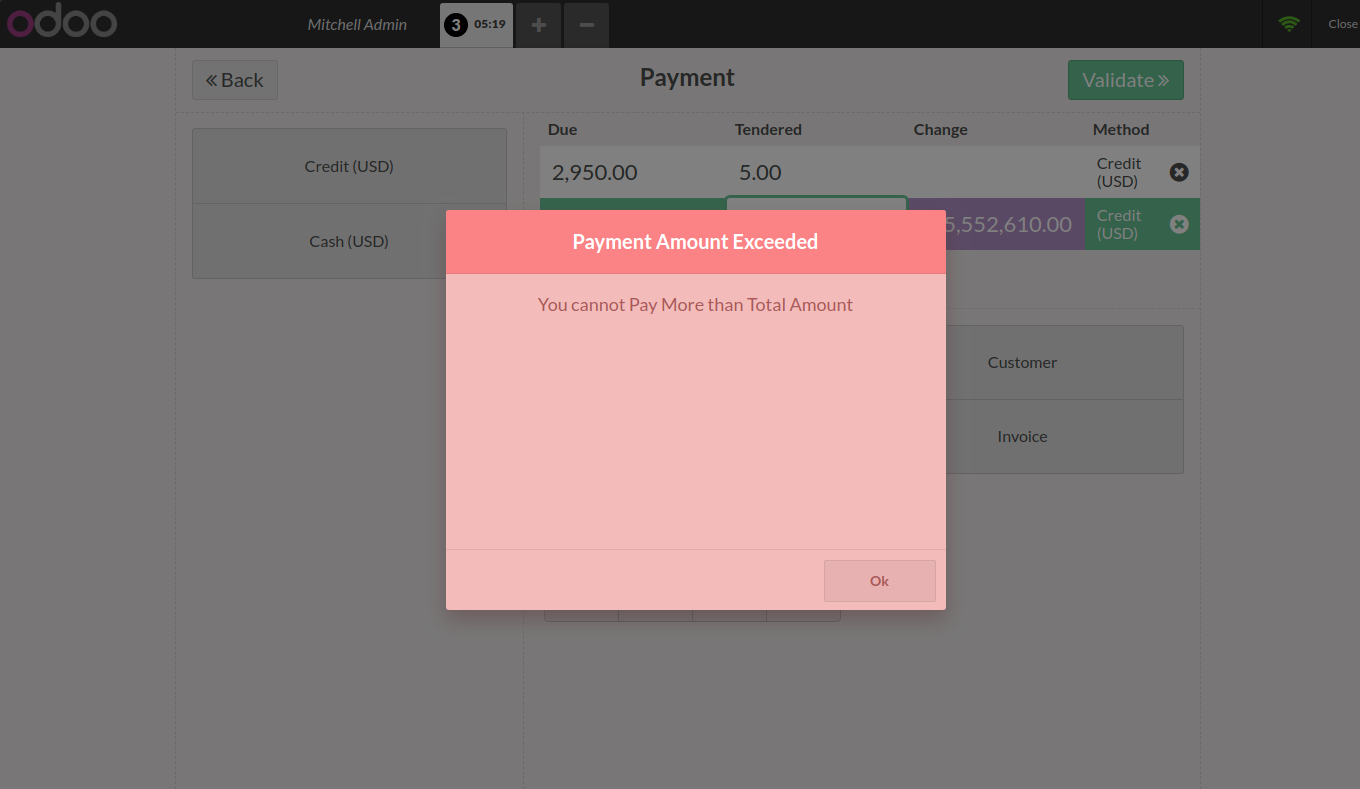 odoo
Mitchell Admin
3 05:19
Close
Back
Payment
Validate
Credit (USD)
Cash (USD)
Due Tendered Change Method
2,950.00 5.00 Credit (USD)
5,552,610.00 Credit (USD)
Payment Amount Exceeded
You cannot Pay More than Total Amount
Customer
Invoice
Ok